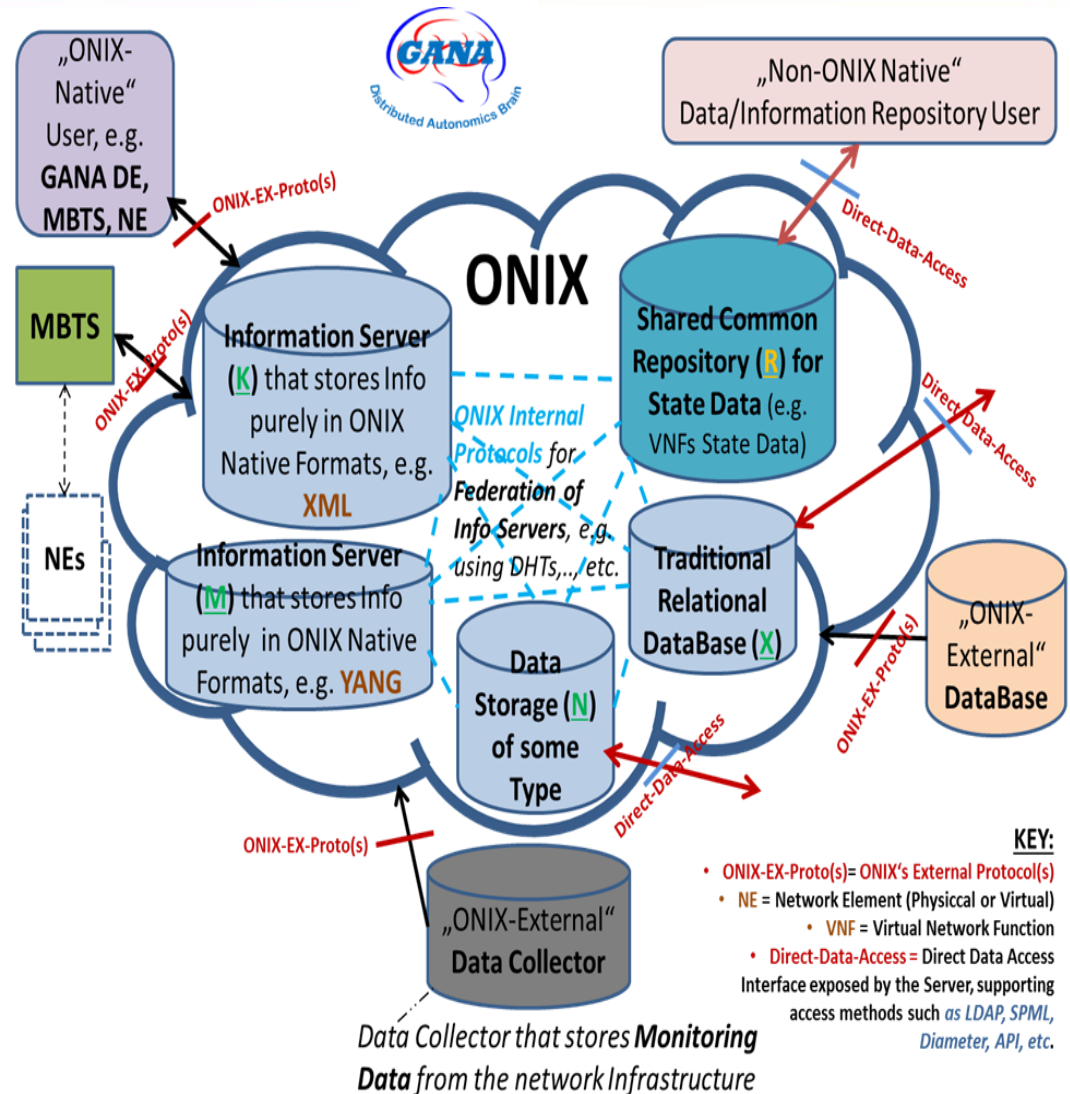 GANA
Distributed Autonomics Brain
„ONIX-
Native“
User, e.g.
GANA DE,
MBTS, NE
„Non-ONIX Native“
Data/Information Repository User
ONIX-EX-Proto(s)
Direct-Data-Access
ONIX
MBTS
ONIX-EX-Proto(s)
NEs
Information Server
(K) that stores Info
purely in ONIX
Native Formats, e.g.
XML
Shared Common
Repository (R) for
State Data (e.g.
VNFs State Data)
Direct-Data-Access
ONIX Internal
Protocols for
Federation of
Info Servers, e.g.
using DHTs,.., etc.
Information Server
(M) that stores Info
purely in ONIX Native
Formats, e.g. YANG
Traditional
Relational
DataBase (X)
Data
Storage (N)
of some
Type
„ONIX-
External“
DataBase
ONIX-EX-Proto(s)
Direct-Data-Access
ONIX-EX-Proto(s)
„ONIX-External“
Data Collector
Data Collector that stores Monitoring
Data from the network Infrastructure
KEY:
• ONIX-EX-Proto(s)= ONIX‘s External Protocol(s)
• NE = Network Element (Physiccal or Virtual)
• VNF = Virtual Network Function
• Direct-Data-Access = Direct Data Access
Interface exposed by the Server, supporting
access methods such as LDAP, SPML,
Diameter, API, etc.